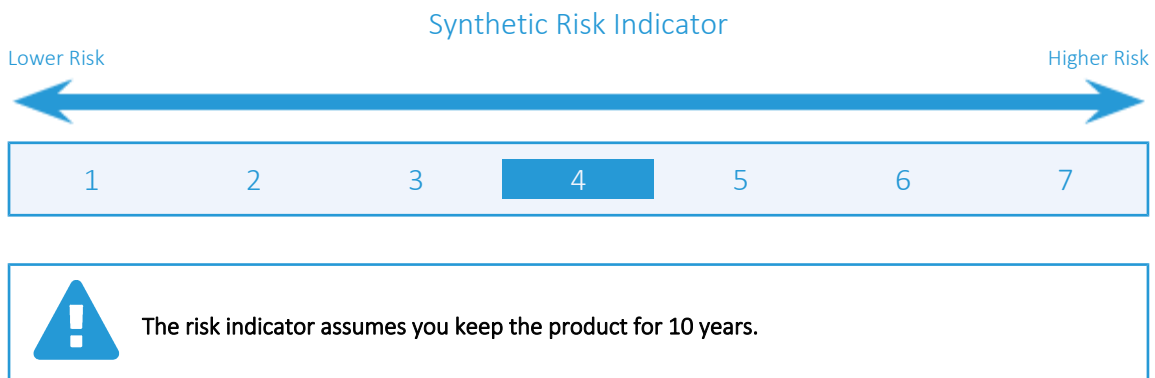 Synthetic Risk Indicator
Lower Risk Higher Risk
1 2 3 4 5 6 7
The risk indicator assumes you keep the product for 10 years.